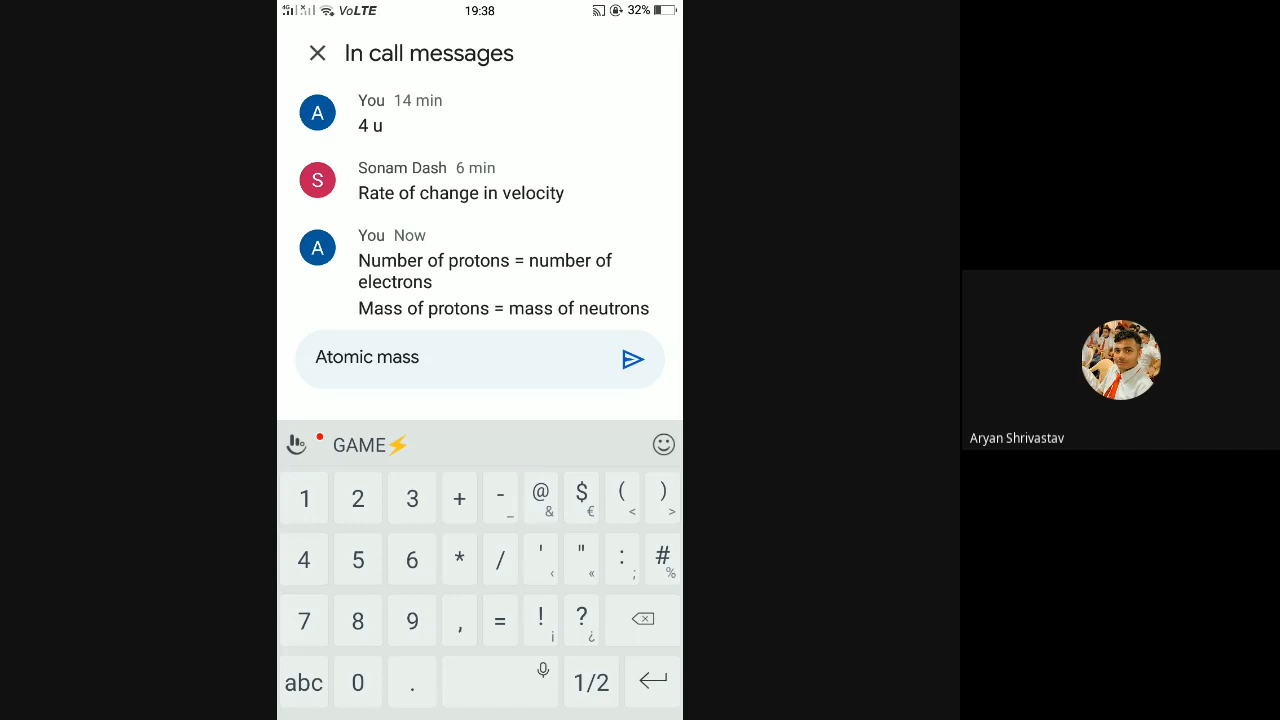 4G VoLTE 19:38 32%
In call messages
A You 14 min
4 u
S Sonam Dash 6 min
Rate of change in velocity
A You Now
Number of protons = number of
electrons
Mass of protons = mass of neutrons
Atomic mass
GAME⚡
1 2 3 + - _ @ & $ € ( < ) >
4 5 6 * / ' ‹ " « : ; # %
7 8 9 , = ! ¡ ? ¿
abc 0 . 1/2
Aryan Shrivastav